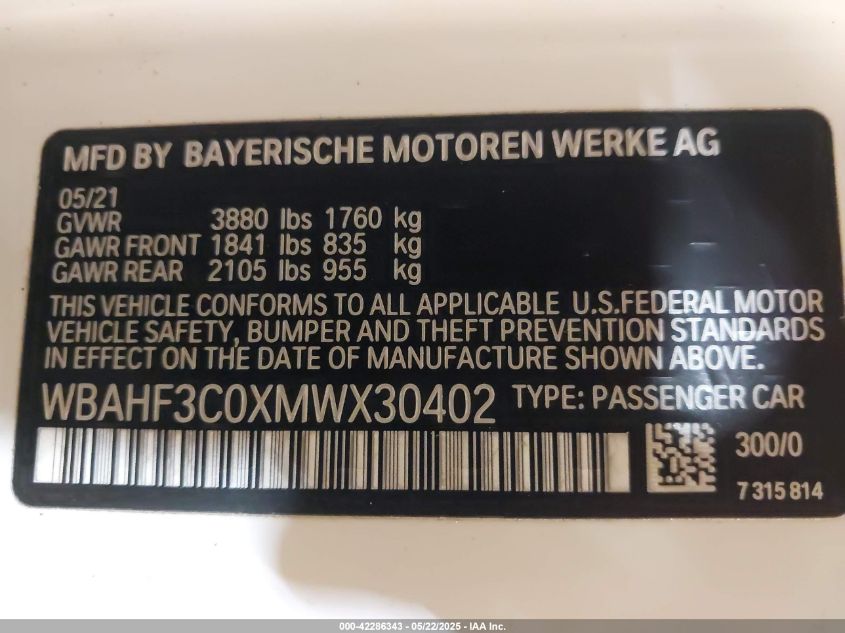 MFD BY BAYERISCHE MOTOREN WERKE AG
05/21
GVWR 3880 lbs 1760 kg
GAWR FRONT 1841 lbs 835 kg
GAWR REAR 2105 lbs 955 kg
THIS VEHICLE CONFORMS TO ALL APPLICABLE U.S.FEDERAL MOTOR
VEHICLE SAFETY, BUMPER AND THEFT PREVENTION STANDARDS
IN EFFECT ON THE DATE OF MANUFACTURE SHOWN ABOVE.
WBAHF3C0XMWX30402 TYPE: PASSENGER CAR
300/0
7 315 814
000-42286343 - 05/22/2025 - IAA Inc.